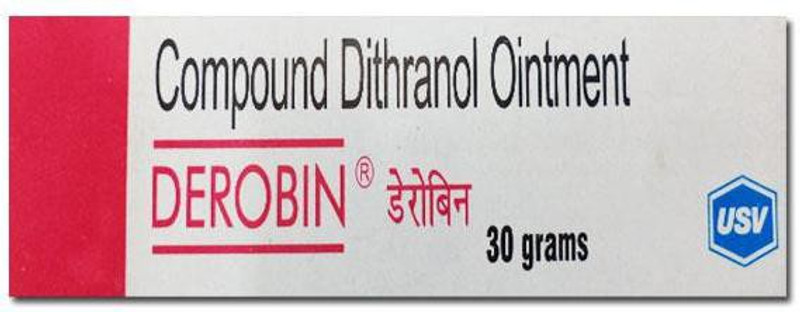 Compound Dithranol Ointment
DEROBIN® डेरोबिन
30 grams
USV